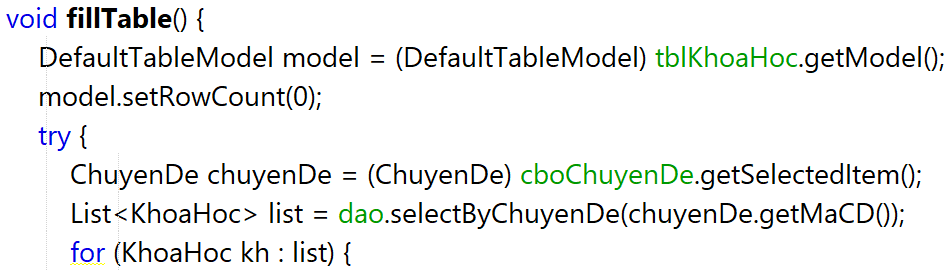 void fillTable() {
DefaultTableModel model = (DefaultTableModel) tblKhoaHoc.getModel();
model.setRowCount(0);
try {
ChuyenDe chuyenDe = (ChuyenDe) cboChuyenDe.getSelectedItem();
List<KhoaHoc> list = dao.selectByChuyenDe(chuyenDe.getMaCD());
for (KhoaHoc kh : list) {